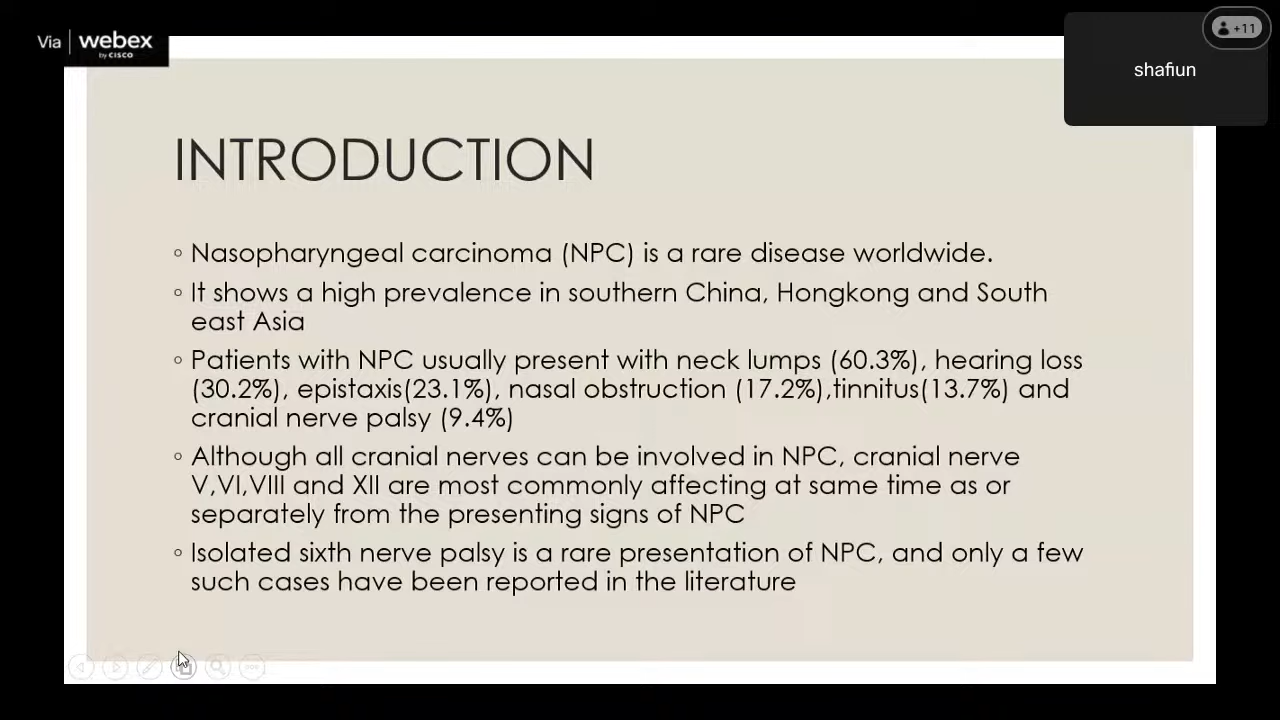 Via webex
by CISCO
+11
shafiun
INTRODUCTION
◦ Nasopharyngeal carcinoma (NPC) is a rare disease worldwide.
◦ It shows a high prevalence in southern China, Hongkong and South
east Asia
◦ Patients with NPC usually present with neck lumps (60.3%), hearing loss
(30.2%), epistaxis(23.1%), nasal obstruction (17.2%),tinnitus(13.7%) and
cranial nerve palsy (9.4%)
◦ Although all cranial nerves can be involved in NPC, cranial nerve
V,VI,VIII and XII are most commonly affecting at same time as or
separately from the presenting signs of NPC
◦ Isolated sixth nerve palsy is a rare presentation of NPC, and only a few
such cases have been reported in the literature